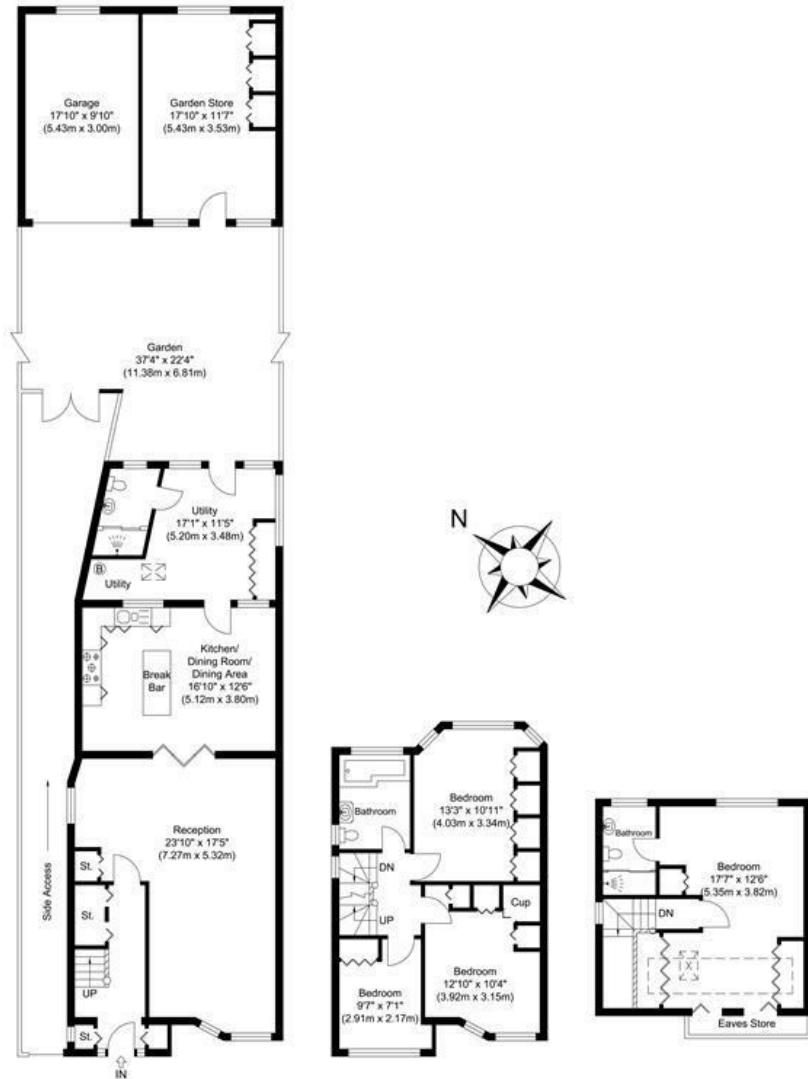 Garage
17'10" x 9'10"
(5.43m x 3.00m)
Garden Store
17'10" x 11'7"
(5.43m x 3.53m)
Garden
37'4" x 22'4"
(11.38m x 6.81m)
Utility
17'1" x 11'5"
(5.20m x 3.48m)
B
Utility
N
Kitchen/
Dining Room/
Dining Area
16'10" x 12'6"
(5.12m x 3.80m)
Break
Bar
Reception
23'10" x 17'5"
(7.27m x 5.32m)
Side Access
St.
St.
UP
St.
IN
Bathroom
Bedroom
13'3" x 10'11"
(4.03m x 3.34m)
DN
UP
Cup
Bedroom
12'10" x 10'4"
(3.92m x 3.15m)
Bedroom
9'7" x 7'1"
(2.91m x 2.17m)
Bathroom
Bedroom
17'7" x 12'6"
(5.35m x 3.82m)
DN
Eaves Store